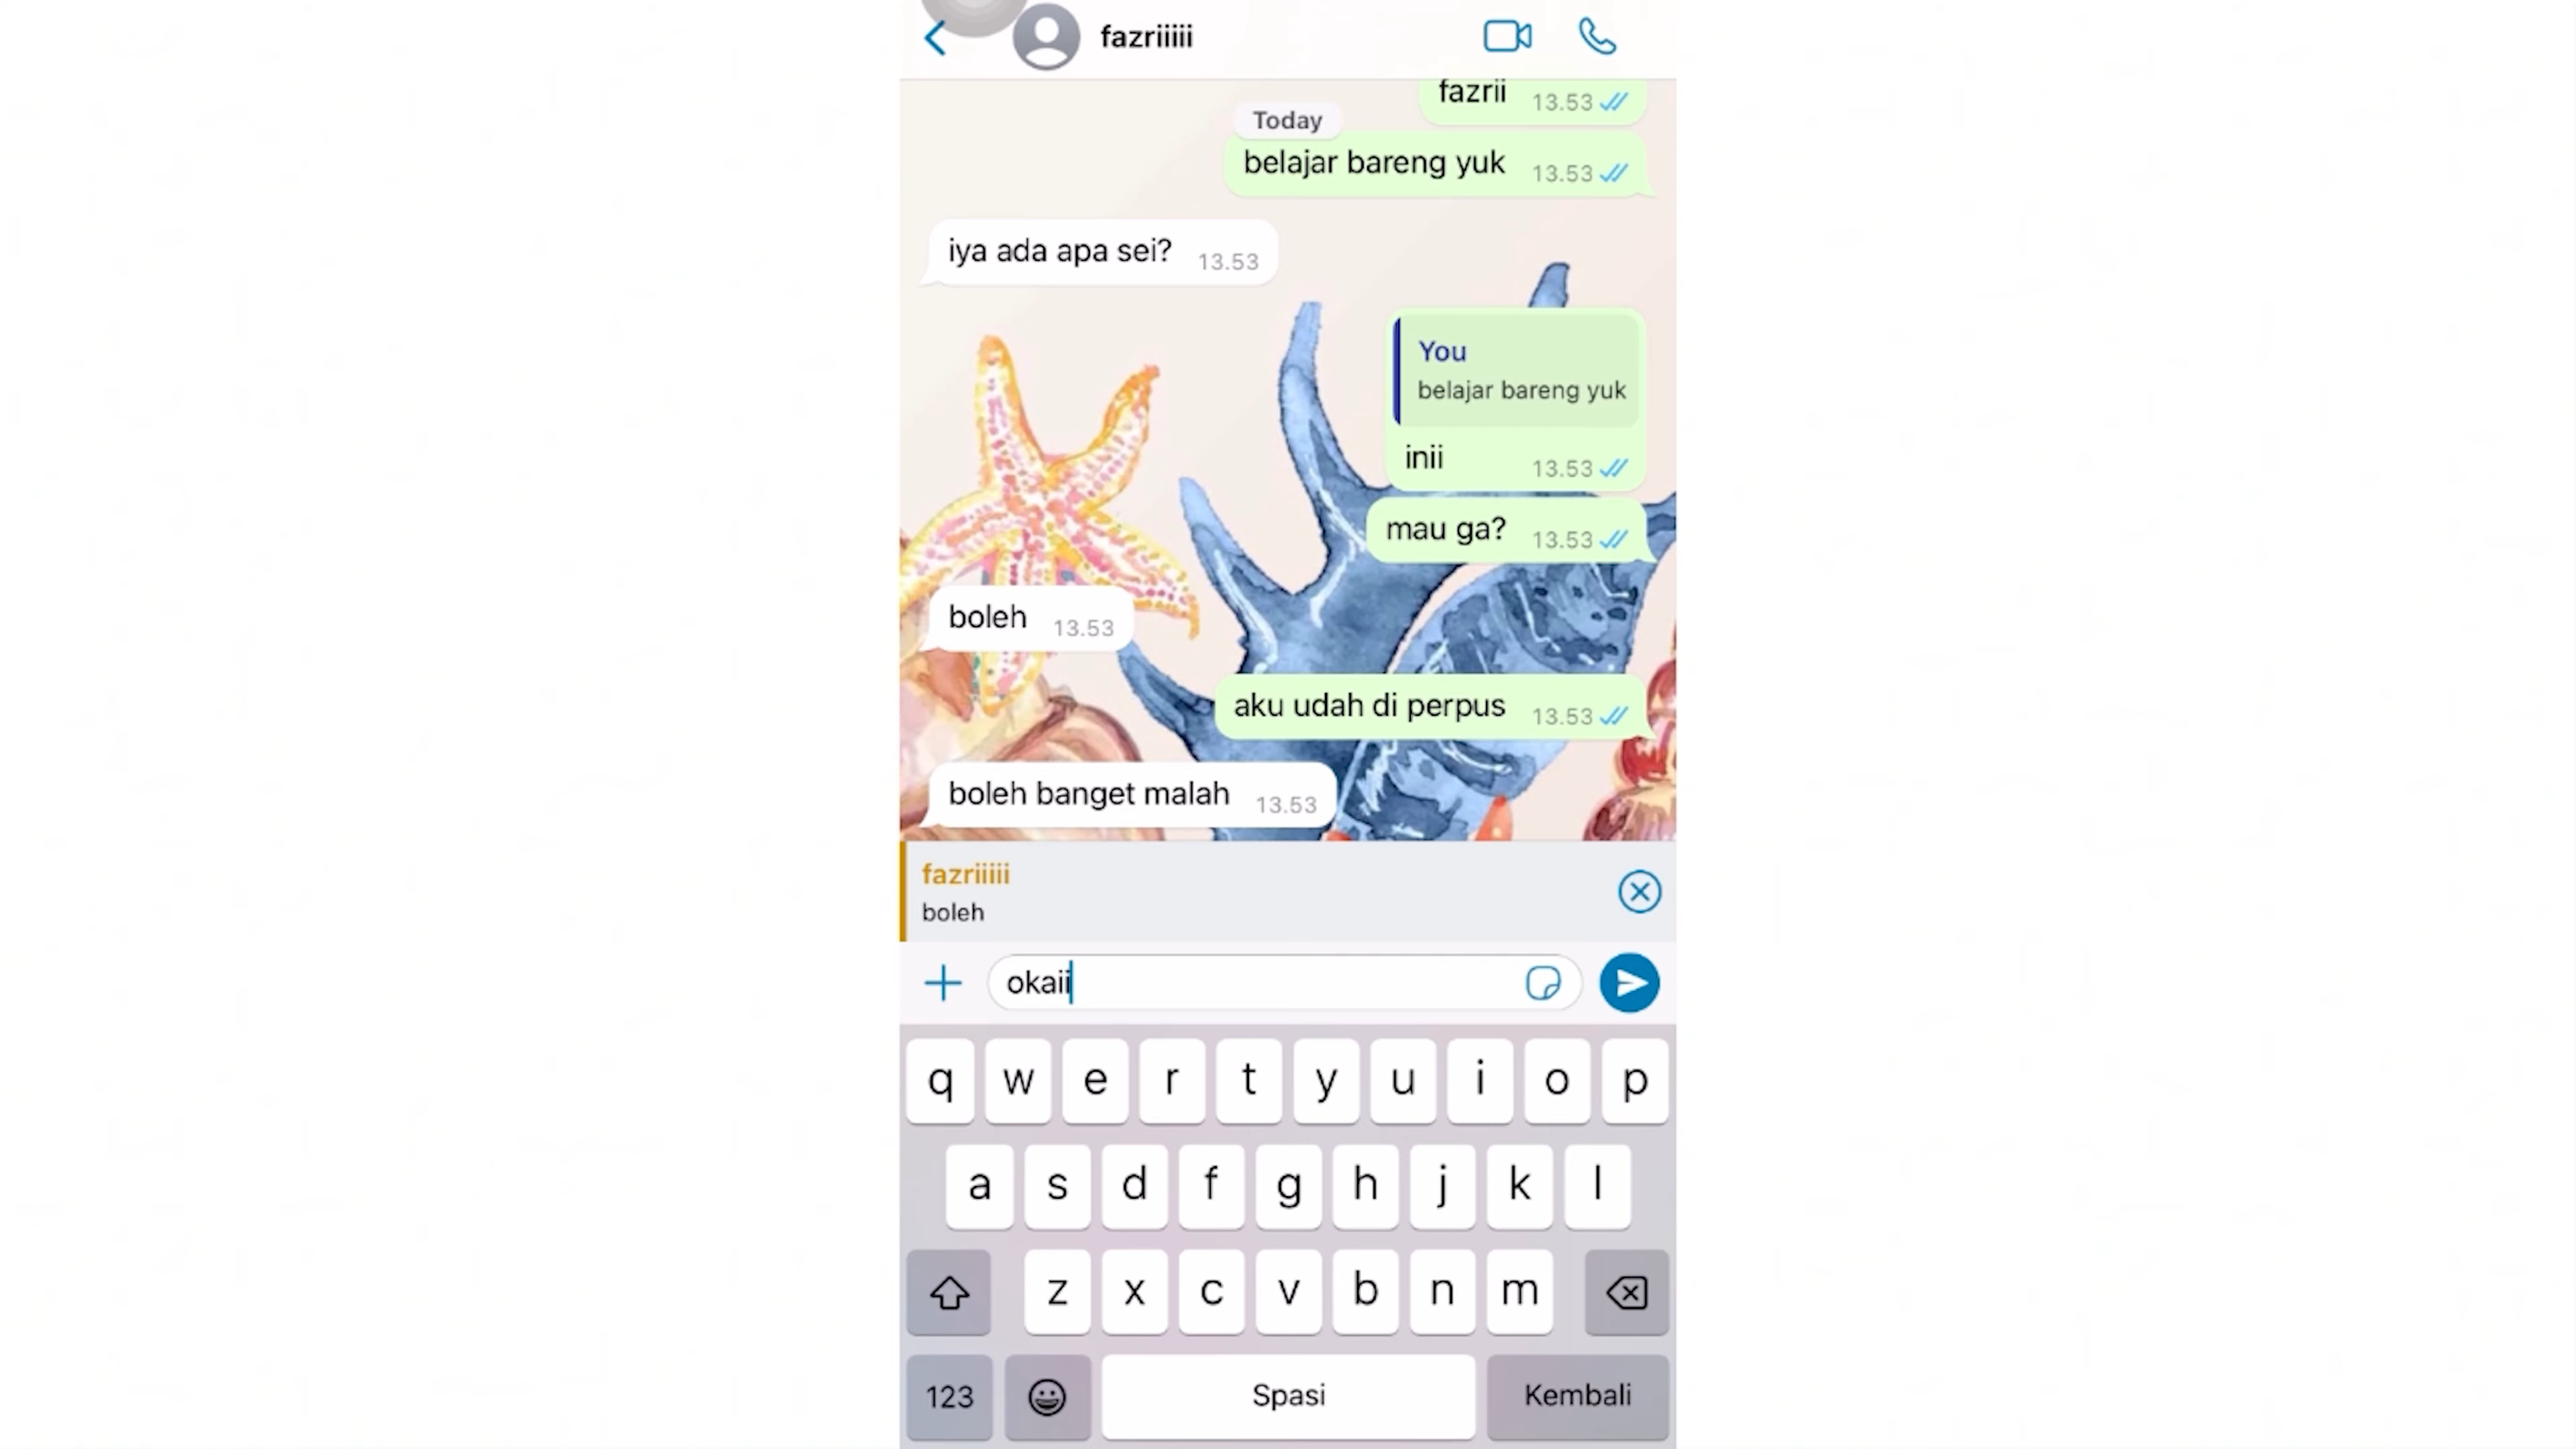 fazriiiii
fazrii 13.53
Today
belajar bareng yuk 13.53
iya ada apa sei? 13.53
You
belajar bareng yuk
inii 13.53
mau ga? 13.53
boleh 13.53
aku udah di perpus 13.53
boleh banget malah 13.53
fazriiiii
boleh
okaii
q w e r t y u i o p
a s d f g h j k l
z x c v b n m
123 Spasi Kembali